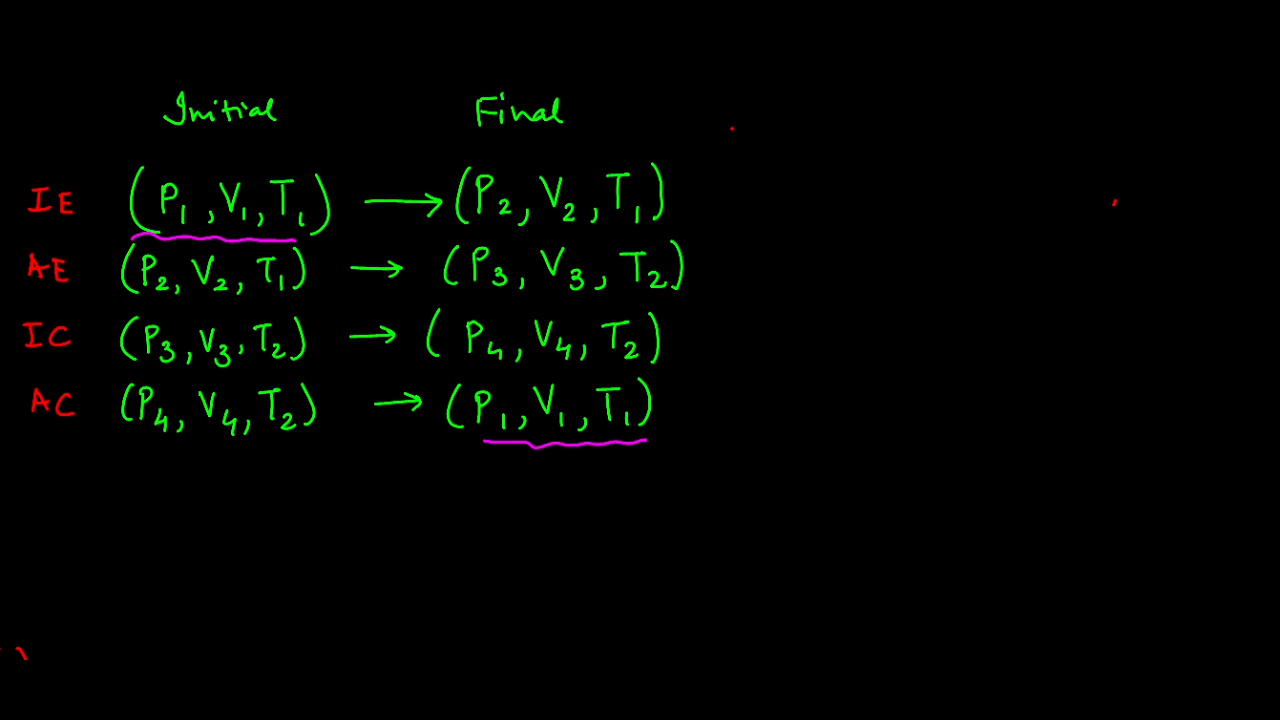 Initial Final
IE (P₁, V₁, T₁) → (P₂, V₂, T₁)
AE (P₂, V₂, T₁) → (P₃, V₃, T₂)
IC (P₃, V₃, T₂) → (P₄, V₄, T₂)
AC (P₄, V₄, T₂) → (P₁, V₁, T₁)